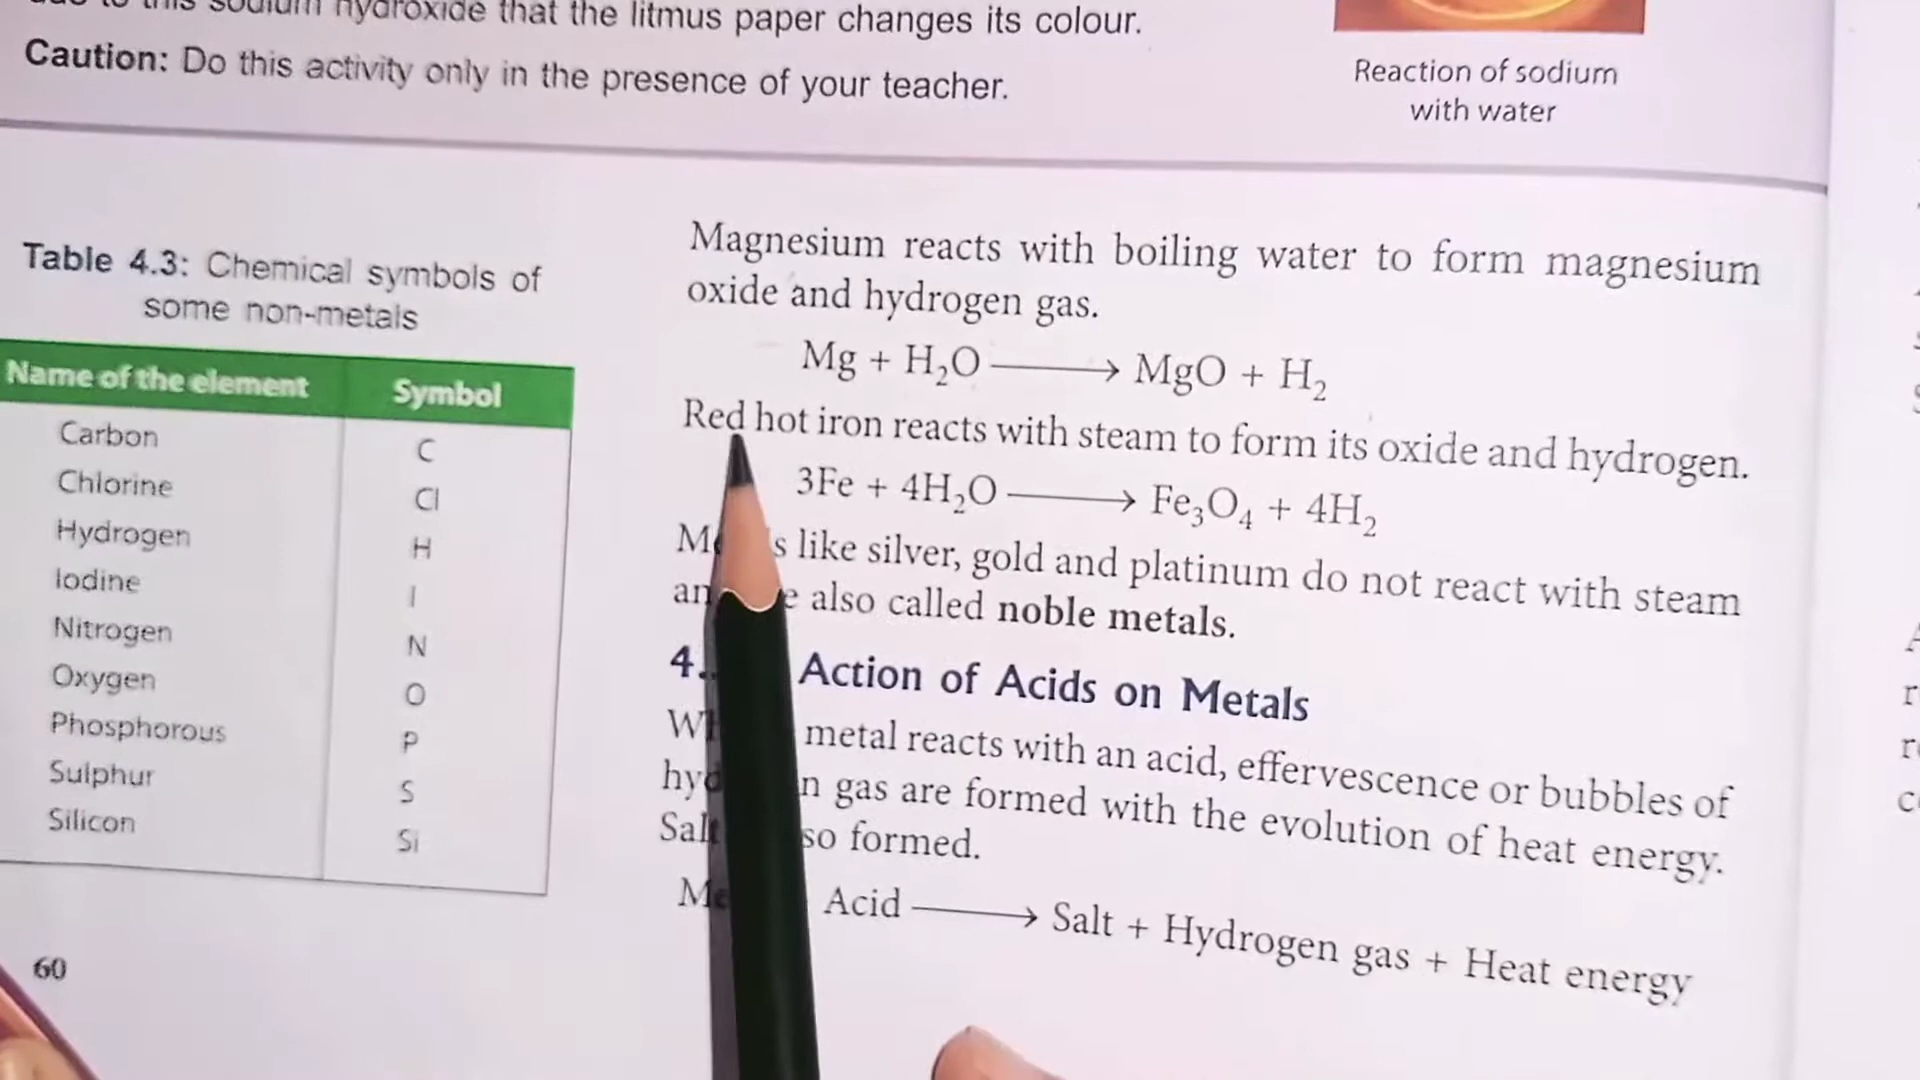 this sodium hydroxide that the litmus paper changes its colour.
Caution: Do this activity only in the presence of your teacher.
Reaction of sodium
with water
Table 4.3: Chemical symbols of
some non-metals
Name of the element Symbol
Carbon C
Chlorine Cl
Hydrogen H
Iodine I
Nitrogen N
Oxygen O
Phosphorous P
Sulphur S
Silicon Si
60
Magnesium reacts with boiling water to form magnesium
oxide and hydrogen gas.
Mg + H₂O ⟶ MgO + H₂
Red hot iron reacts with steam to form its oxide and hydrogen.
3Fe + 4H₂O ⟶ Fe₃O₄ + 4H₂
like silver, gold and platinum do not react with steam
also called noble metals.
Action of Acids on Metals
metal reacts with an acid, effervescence or bubbles of
gas are formed with the evolution of heat energy.
formed.
Acid ⟶ Salt + Hydrogen gas + Heat energy